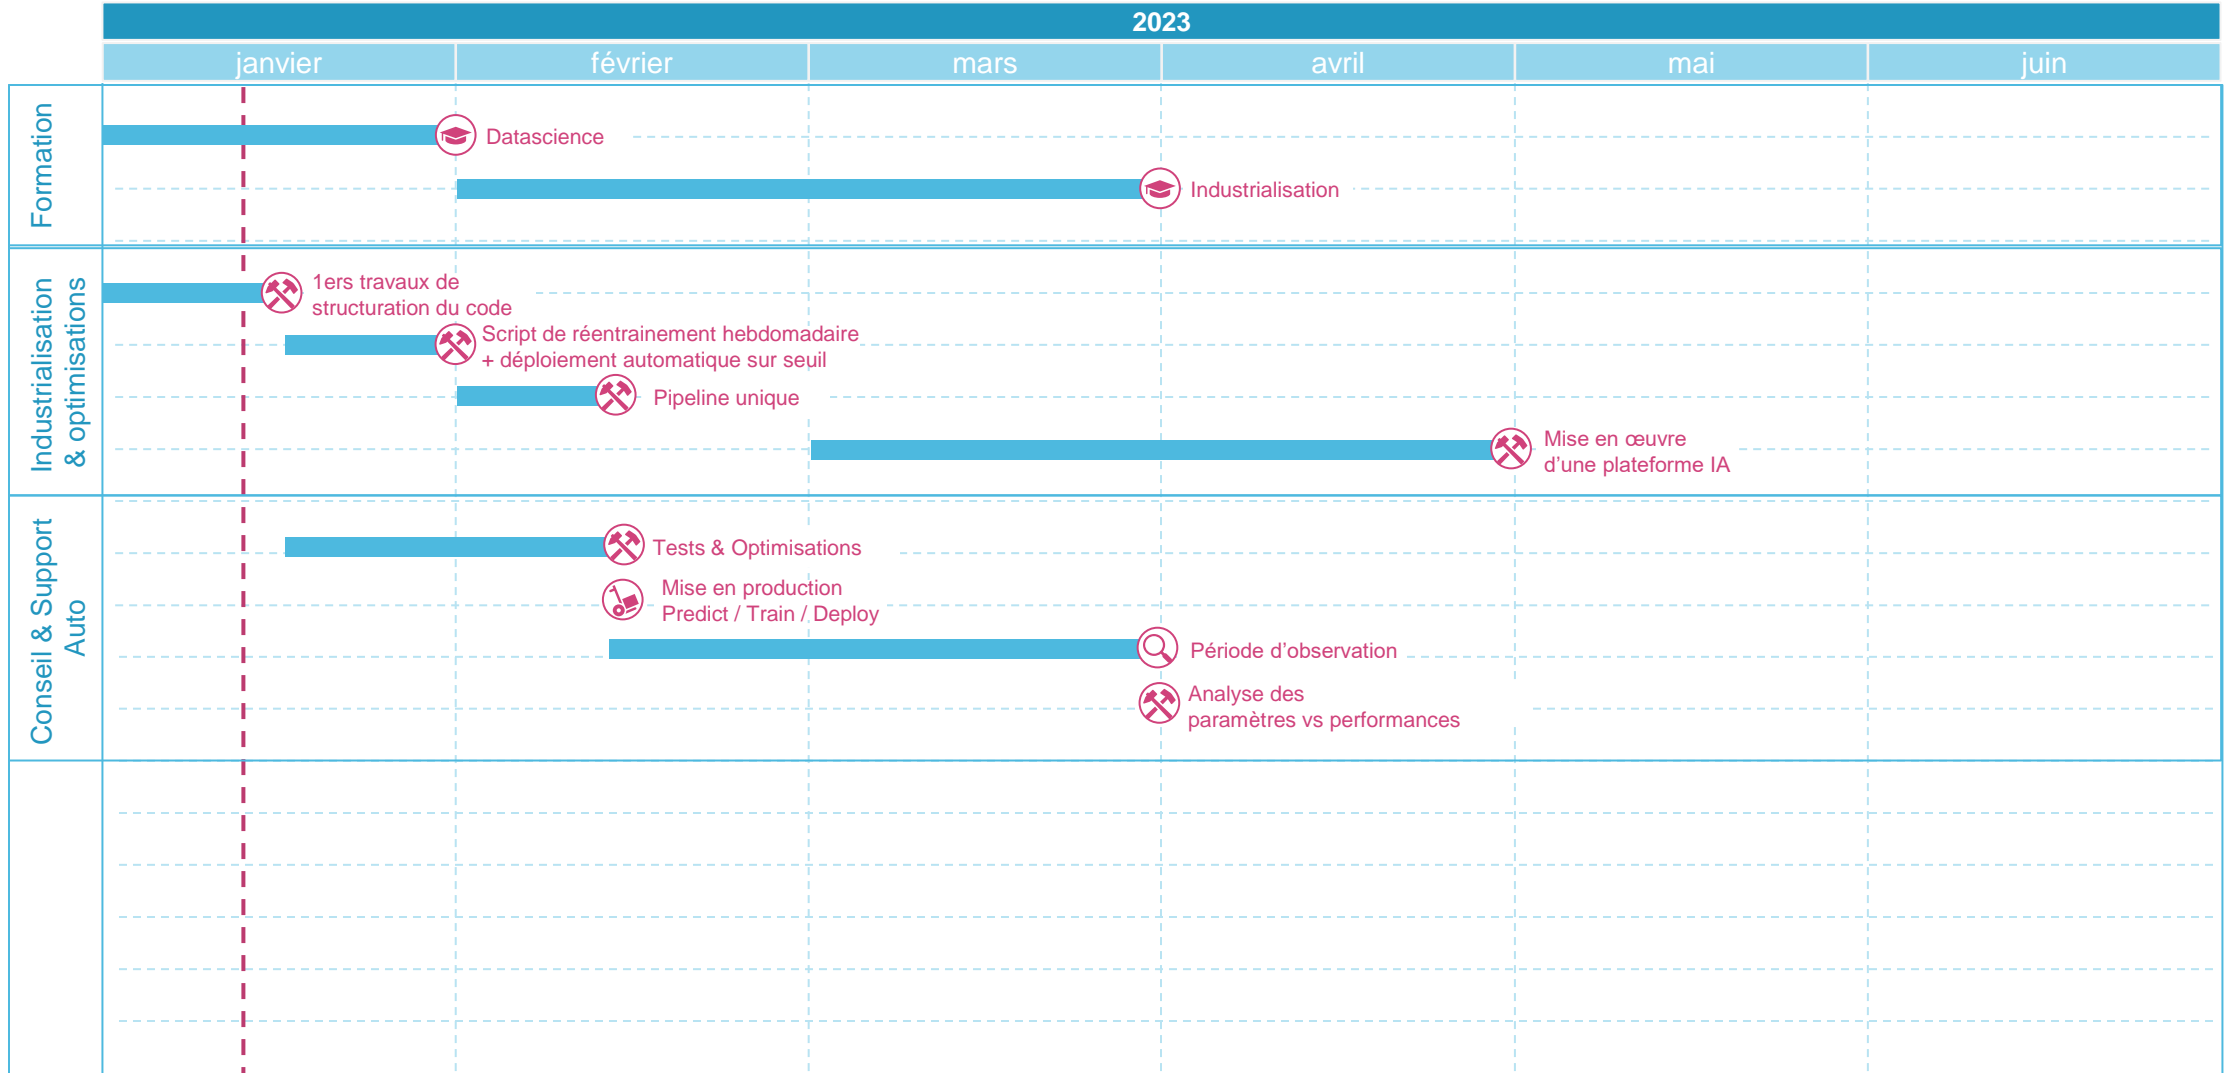 2023
janvier
février
mars
avril
mai
juin
Formation
Datascience
Industrialisation
Industrialisation
& optimisations
1ers travaux de
structuration du code
Script de réentrainement hebdomadaire
+ déploiement automatique sur seuil
Pipeline unique
Mise en œuvre
d’une plateforme IA
Conseil & Support
Auto
Tests & Optimisations
Mise en production
Predict / Train / Deploy
Période d’observation
Analyse des
paramètres vs performances